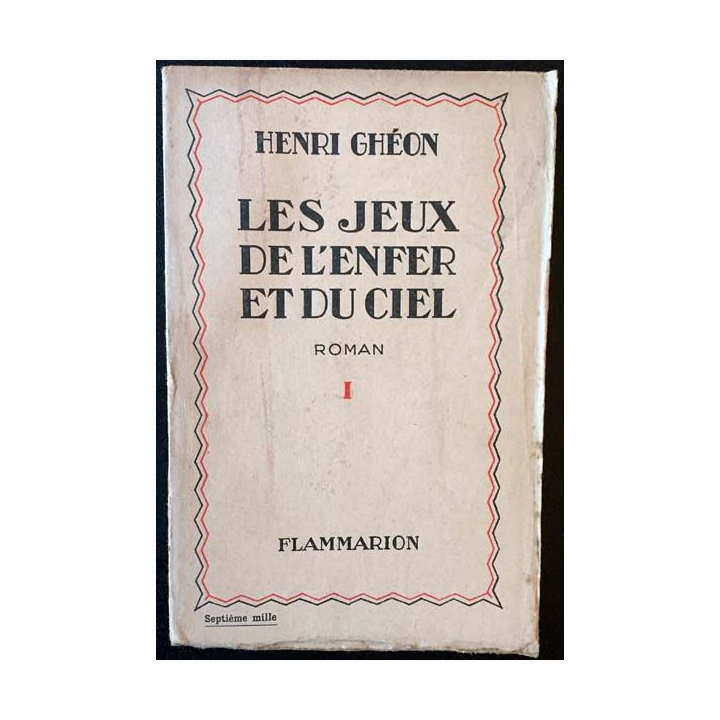 HENRI GHÉON
LES JEUX
DE L'ENFER
ET DU CIEL
ROMAN
I
FLAMMARION
Septième mille